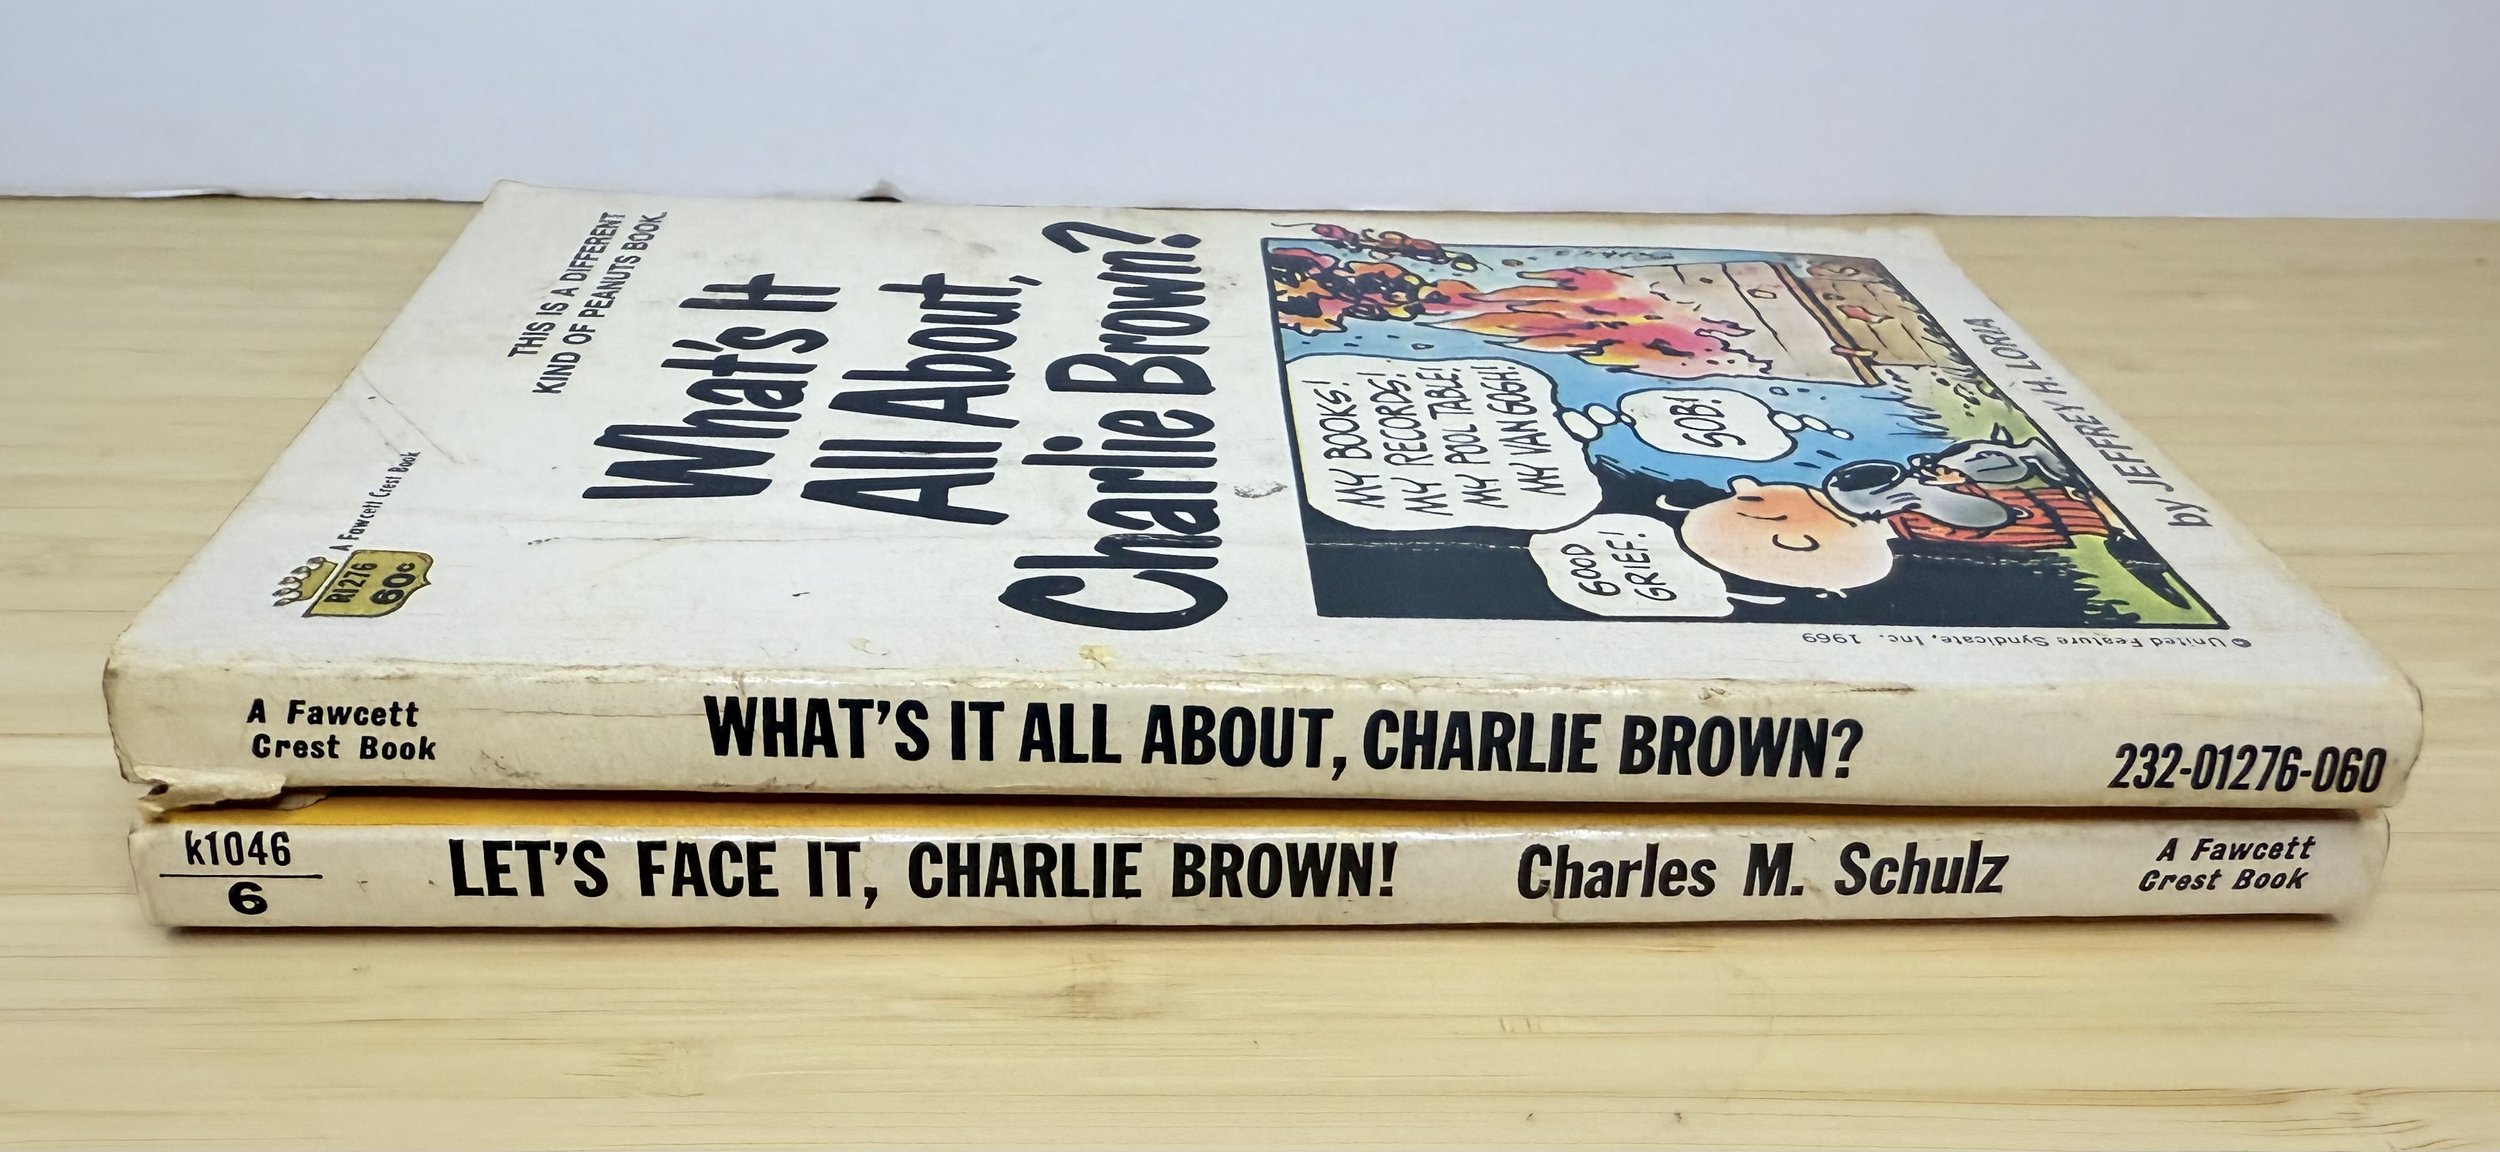 THIS IS A DIFFERENT
KIND OF PEANUTS BOOK.
A Fawcett Crest Book
R1276
60¢
What's It
All About,
Charlie Brown?
MY BOOKS!
MY RECORDS!
MY POOL TABLE!
MY VAN GOGH!
SOB!
GOOD
GRIEF!
by JEFFREY H. LORIA
© United Feature Syndicate, Inc. 1969
A Fawcett
Crest Book
WHAT'S IT ALL ABOUT, CHARLIE BROWN?
232-01276-060
k1046
6
LET'S FACE IT, CHARLIE BROWN!
Charles M. Schulz
A Fawcett
Crest Book